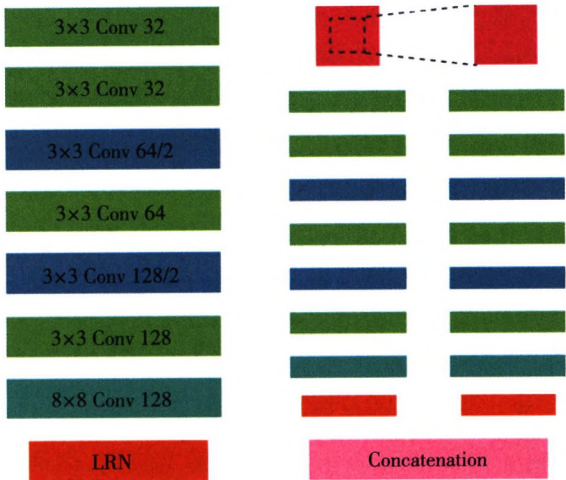 3×3 Conv 32
3×3 Conv 32
3×3 Conv 64/2
3×3 Conv 64
3×3 Conv 128/2
3×3 Conv 128
8×8 Conv 128
LRN
Concatenation